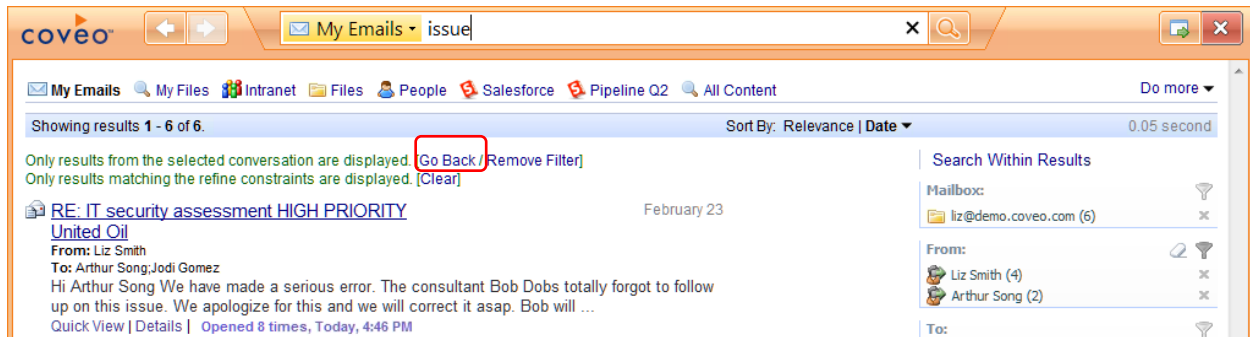 coveo™ My Emails issue
My Emails My Files Intranet Files People Salesforce Pipeline Q2 All Content Do more
Showing results 1 - 6 of 6. Sort By: Relevance | Date 0.05 second
Only results from the selected conversation are displayed. [Go Back / Remove Filter]
Only results matching the refine constraints are displayed. [Clear]
RE: IT security assessment HIGH PRIORITY February 23
United Oil
From: Liz Smith
To: Arthur Song;Jodi Gomez
Hi Arthur Song We have made a serious error. The consultant Bob Dobs totally forgot to follow
up on this issue. We apologize for this and we will correct it asap. Bob will ...
Quick View | Details | Opened 8 times, Today, 4:46 PM
Search Within Results
Mailbox:
liz@demo.coveo.com (6)
From:
Liz Smith (4)
Arthur Song (2)
To: